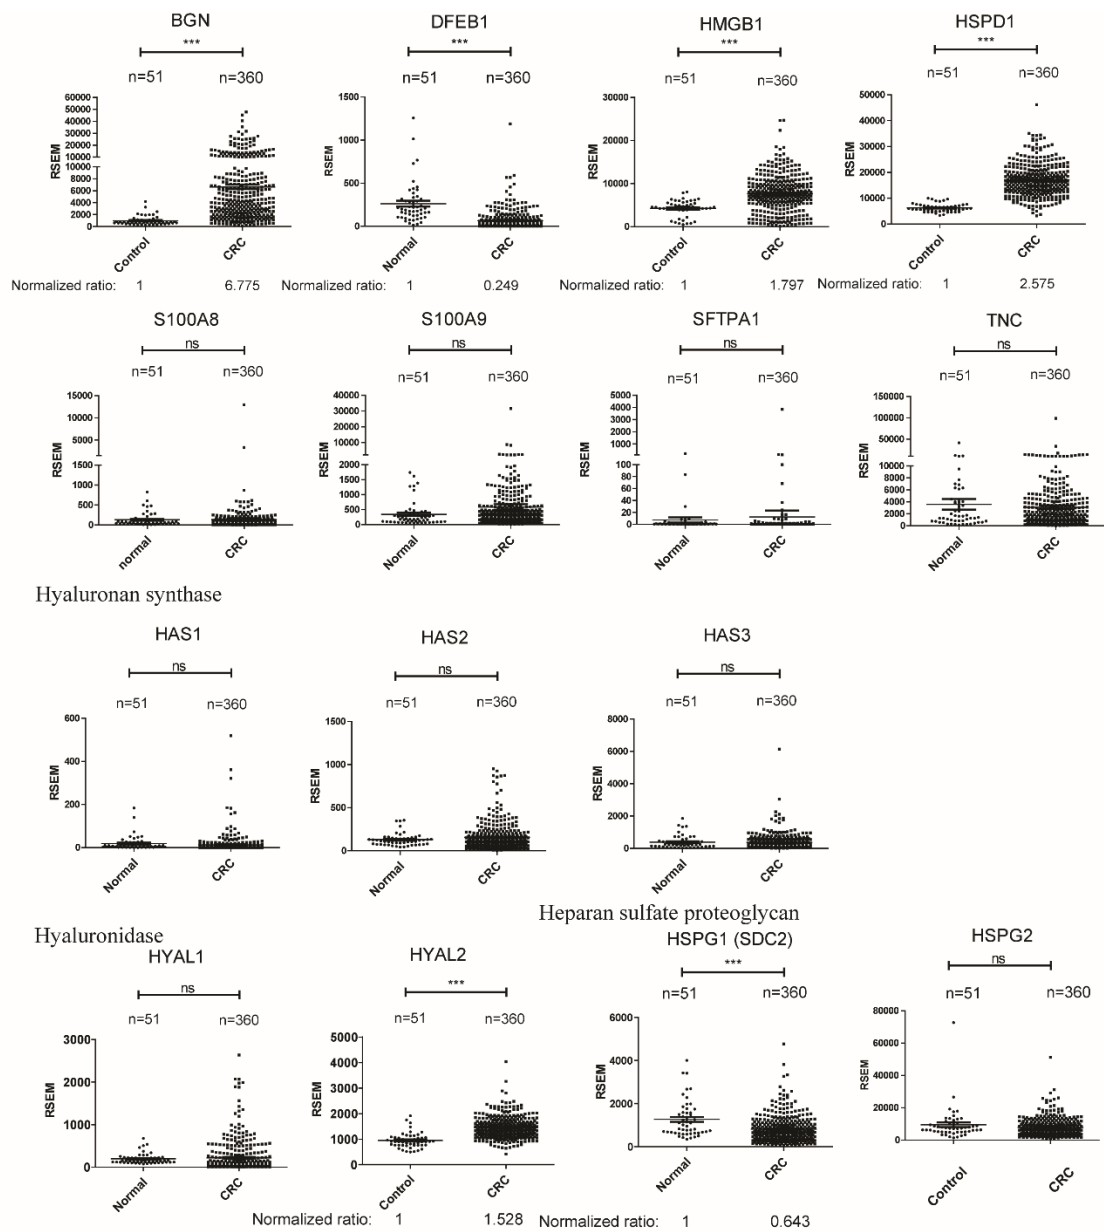 BGN DFEB1 HMGB1 HSPD1
*** *** *** ***
n=51 n=360 n=51 n=360 n=51 n=360 n=51 n=360
RSEM
60000
50000
40000
30000
20000
10000
10000
8000
6000
4000
2000
0
Control CRC
RSEM
1500
1000
500
0
Normal CRC
RSEM
30000
20000
10000
0
Control CRC
RSEM
50000
40000
30000
20000
10000
0
Control CRC
Normalized ratio: 1 6.775 Normalized ratio: 1 0.249 Normalized ratio: 1 1.797 Normalized ratio: 1 2.575
S100A8 S100A9 SFTPA1 TNC
ns ns ns ns
n=51 n=360 n=51 n=360 n=51 n=360 n=51 n=360
RSEM
15000
10000
5000
1500
1000
500
0
normal CRC
RSEM
40000
30000
20000
10000
2000
1500
1000
500
0
Normal CRC
RSEM
5000
4000
3000
2000
1000
100
80
60
40
20
0
Normal CRC
RSEM
150000
100000
50000
10000
8000
6000
4000
2000
0
Normal CRC
Hyaluronan synthase
HAS1 HAS2 HAS3
ns ns ns
n=51 n=360 n=51 n=360 n=51 n=360
RSEM
600
400
200
0
Normal CRC
RSEM
1500
1000
500
0
Normal CRC
RSEM
8000
6000
4000
2000
0
Normal CRC
Heparan sulfate proteoglycan
Hyaluronidase
HYAL1 HYAL2 HSPG1 (SDC2) HSPG2
ns *** *** ns
n=51 n=360 n=51 n=360 n=51 n=360 n=51 n=360
RSEM
3000
2000
1000
0
Normal CRC
RSEM
5000
4000
3000
2000
1000
0
Control CRC
RSEM
6000
4000
2000
0
Normal CRC
RSEM
80000
60000
40000
20000
0
Control CRC
Normalized ratio: 1 1.528 Normalized ratio: 1 0.643